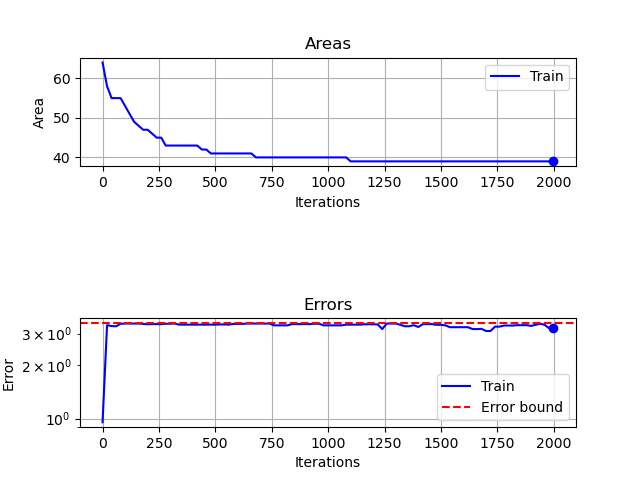 Areas
Train
60
50
40
Area
0 250 500 750 1000 1250 1500 1750 2000
Iterations
Errors
3 × 10⁰
2 × 10⁰
10⁰
Error
Train
Error bound
0 250 500 750 1000 1250 1500 1750 2000
Iterations